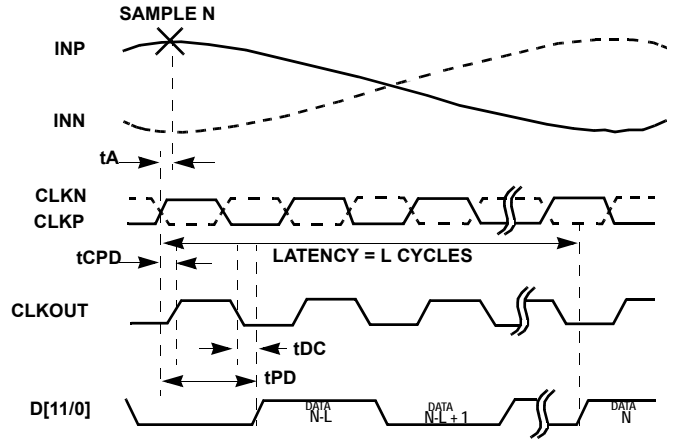 SAMPLE N
INP
INN
tA
CLKN
CLKP
LATENCY = L CYCLES
tCPD
CLKOUT
tDC
tPD
D[11/0]
DATA
N-L
DATA
N-L + 1
DATA
N